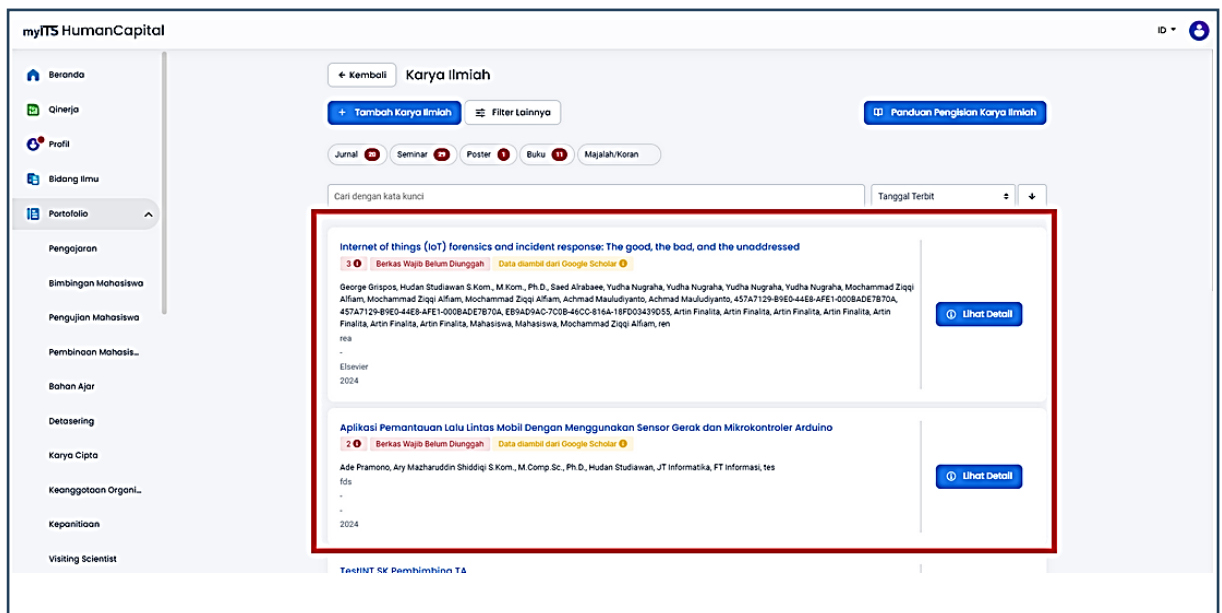 myITS HumanCapital
ID
Beranda
Qinerja
Profil
Bidang Ilmu
Portofolio
Pengajaran
Bimbingan Mahasiswa
Pengujian Mahasiswa
Pembinaan Mahasis...
Bahan Ajar
Detasering
Karya Cipta
Keanggotaan Organi...
Kepanitiaan
Visiting Scientist
← Kembali Karya Ilmiah
+ Tambah Karya Ilmiah Filter Lainnya Panduan Pengisian Karya Ilmiah
Jurnal 20 Seminar 29 Poster 1 Buku 11 Majalah/Koran
Cari dengan kata kunci Tanggal Terbit
Internet of things (IoT) forensics and incident response: The good, the bad, and the unaddressed
3 Berkas Wajib Belum Diunggah Data diambil dari Google Scholar
George Grispos, Hudan Studiawan S.Kom., M.Kom., Ph.D., Saed Alrabaee, Yudha Nugraha, Yudha Nugraha, Yudha Nugraha, Yudha Nugraha, Mochammad Ziqqi
Alfiam, Mochammad Ziqqi Alfiam, Mochammad Ziqqi Alfiam, Achmad Mauludiyanto, Achmad Mauludiyanto, 457A7129-B9E0-44E8-AFE1-000BADE7B70A,
457A7129-B9E0-44E8-AFE1-000BADE7B70A, EB9AD9AC-7C0B-46CC-816A-18FD03439D55, Artin Finalita, Artin Finalita, Artin Finalita, Artin Finalita, Artin
Finalita, Artin Finalita, Artin Finalita, Mahasiswa, Mahasiswa, Mochammad Ziqqi Alfiam, ren
rea
-
Elsevier
2024
Lihat Detail
Aplikasi Pemantauan Lalu Lintas Mobil Dengan Menggunakan Sensor Gerak dan Mikrokontroler Arduino
2 Berkas Wajib Belum Diunggah Data diambil dari Google Scholar
Ade Pramono, Ary Mazharuddin Shiddiqi S.Kom., M.Comp.Sc., Ph.D., Hudan Studiawan, JT Informatika, FT Informasi, tes
fds
-
-
2024
Lihat Detail
TestINT SK Pembimbing TA